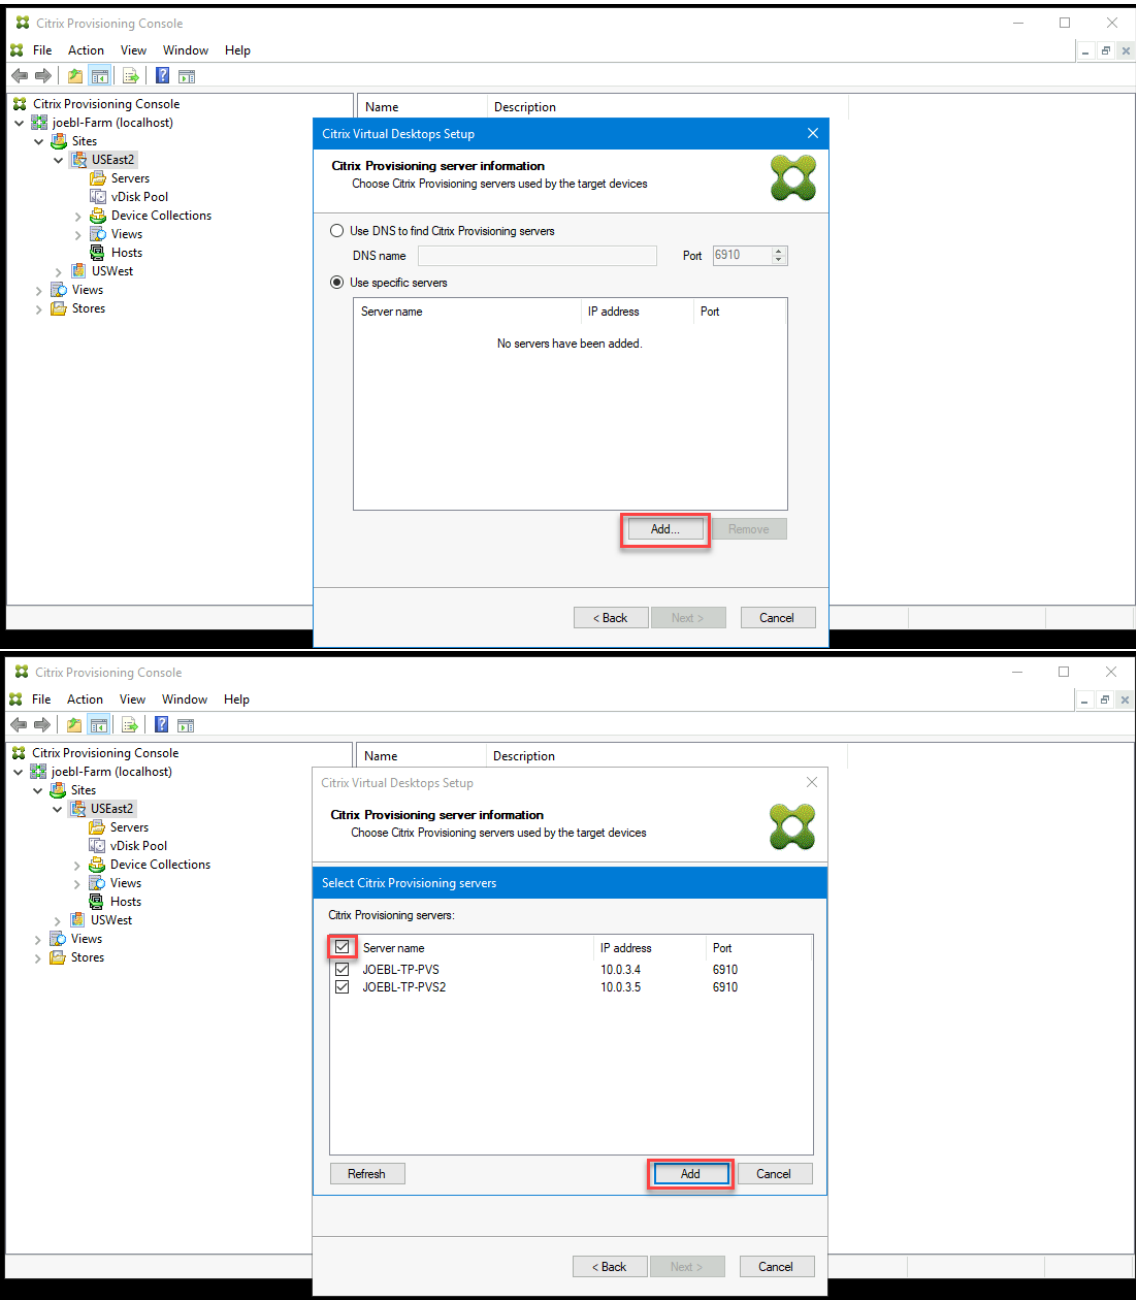 Citrix Provisioning Console
File Action View Window Help
Citrix Provisioning Console
joebl-Farm (localhost)
Sites
USEast2
Servers
vDisk Pool
Device Collections
Views
Hosts
USWest
Views
Stores
Name Description
Citrix Virtual Desktops Setup
Citrix Provisioning server information
Choose Citrix Provisioning servers used by the target devices
Use DNS to find Citrix Provisioning servers
DNS name Port 6910
Use specific servers
Server name IP address Port
No servers have been added.
Add... Remove
< Back Next > Cancel
Citrix Provisioning Console
File Action View Window Help
Citrix Provisioning Console
joebl-Farm (localhost)
Sites
USEast2
Servers
vDisk Pool
Device Collections
Views
Hosts
USWest
Views
Stores
Name Description
Citrix Virtual Desktops Setup
Citrix Provisioning server information
Choose Citrix Provisioning servers used by the target devices
Select Citrix Provisioning servers
Citrix Provisioning servers:
Server name IP address Port
JOEBL-TP-PVS 10.0.3.4 6910
JOEBL-TP-PVS2 10.0.3.5 6910
Refresh Add Cancel
< Back Next > Cancel